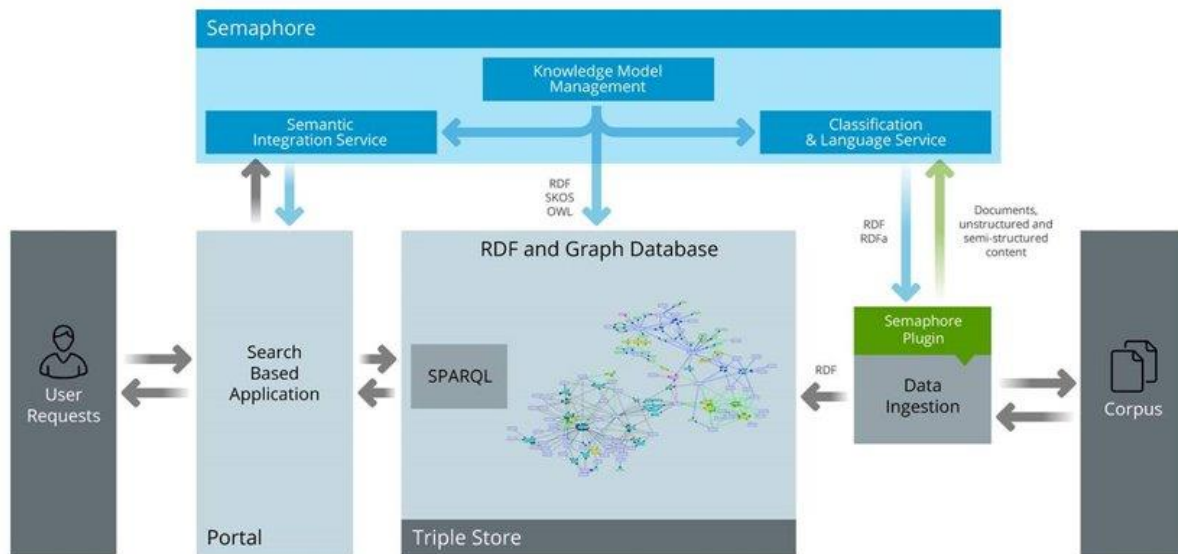 Semaphore
Knowledge Model
Management
Semantic
Integration Service
Classification
& Language Service
RDF
SKOS
OWL
RDF
RDFa
Documents,
unstructured and
semi-structured
content
User
Requests
Search
Based
Application
Portal
RDF and Graph Database
SPARQL
Triple Store
RDF
Semaphore
Plugin
Data
Ingestion
Corpus